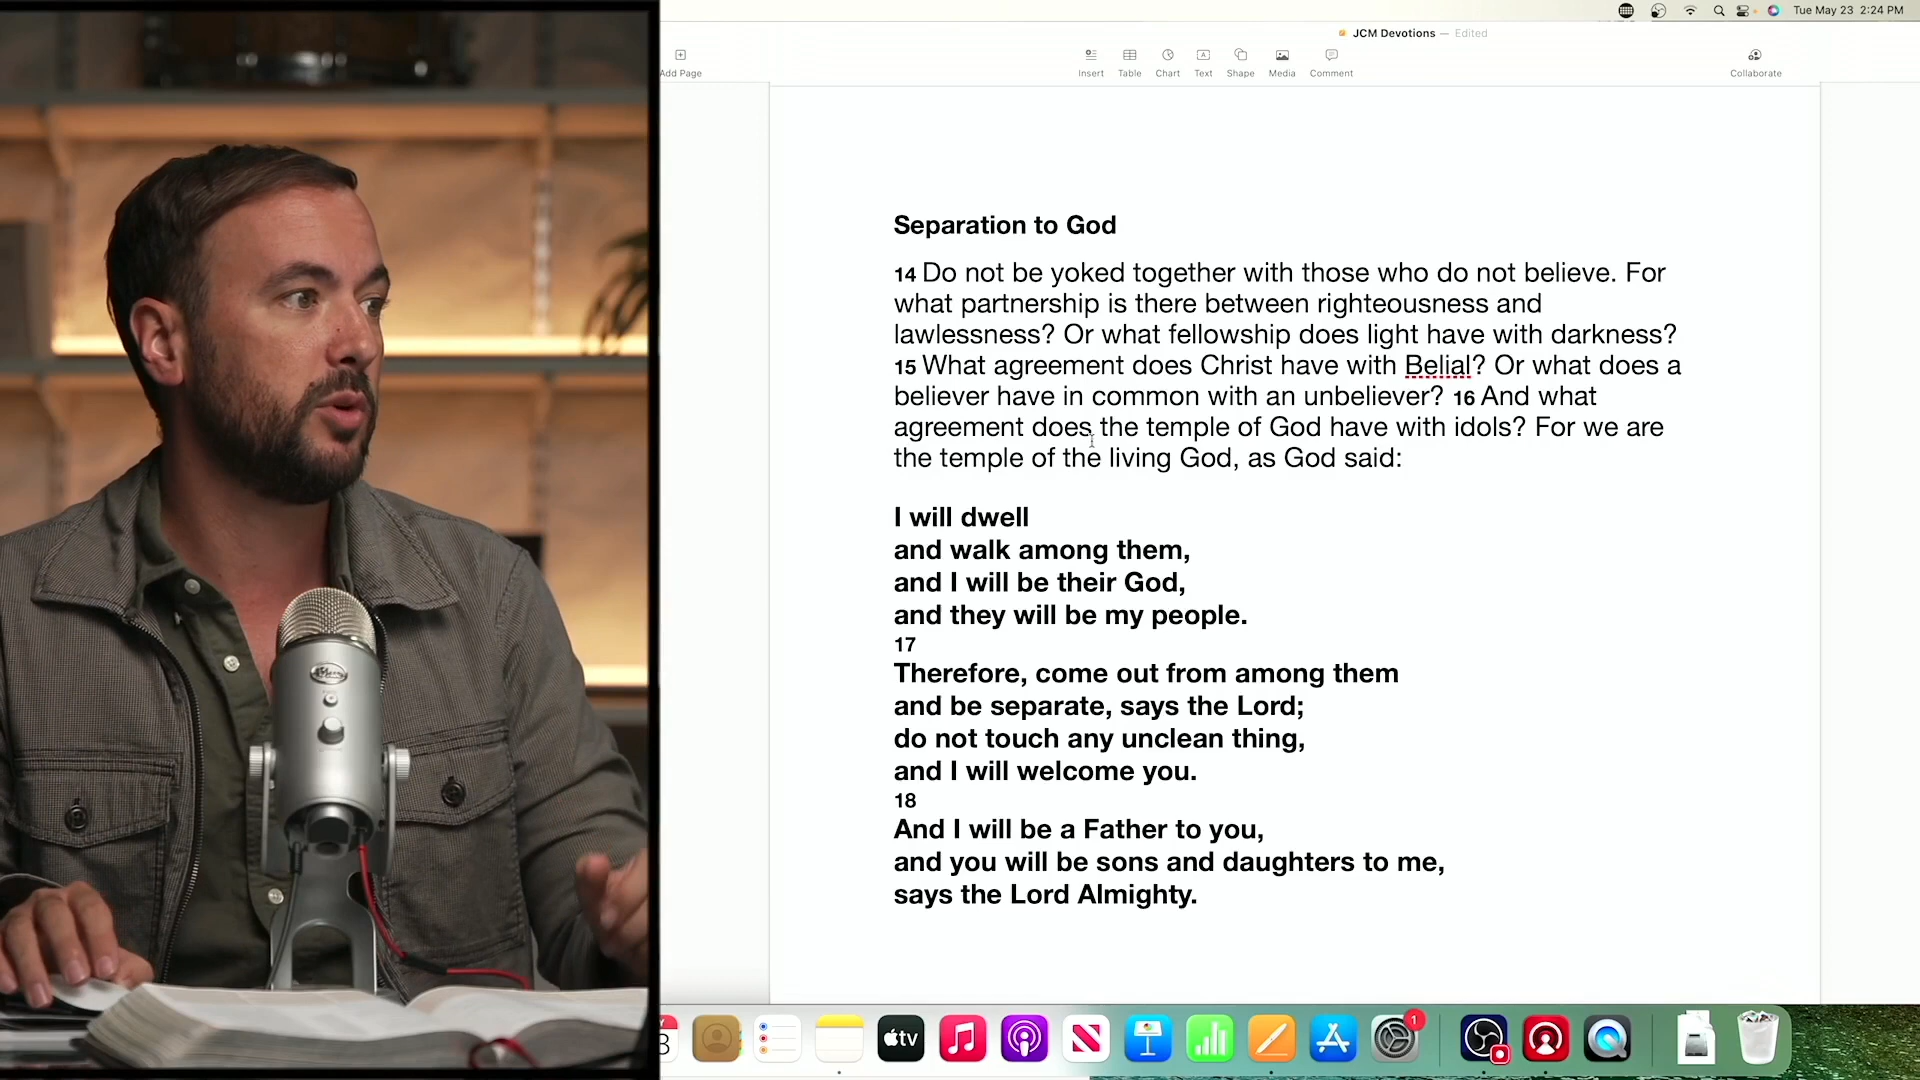 Tue May 23 2:24 PM
JCM Devotions — Edited
Add Page
Insert
Table
Chart
Text
Shape
Media
Comment
Collaborate
Separation to God
14 Do not be yoked together with those who do not believe. For
what partnership is there between righteousness and
lawlessness? Or what fellowship does light have with darkness?
15 What agreement does Christ have with Belial? Or what does a
believer have in common with an unbeliever? 16 And what
agreement does the temple of God have with idols? For we are
the temple of the living God, as God said:
I will dwell
and walk among them,
and I will be their God,
and they will be my people.
17
Therefore, come out from among them
and be separate, says the Lord;
do not touch any unclean thing,
and I will welcome you.
18
And I will be a Father to you,
and you will be sons and daughters to me,
says the Lord Almighty.
tv
1